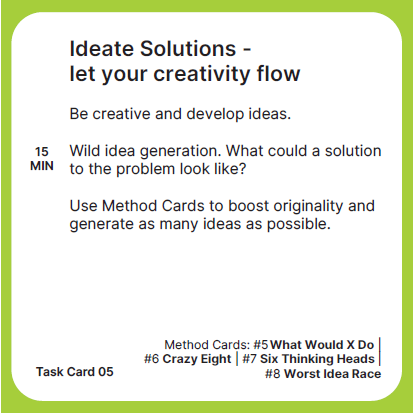 Ideate Solutions -
let your creativity flow
Be creative and develop ideas.
15
MIN
Wild idea generation. What could a solution
to the problem look like?
Use Method Cards to boost originality and
generate as many ideas as possible.
Method Cards: #5 What Would X Do |
#6 Crazy Eight | #7 Six Thinking Heads |
#8 Worst Idea Race
Task Card 05